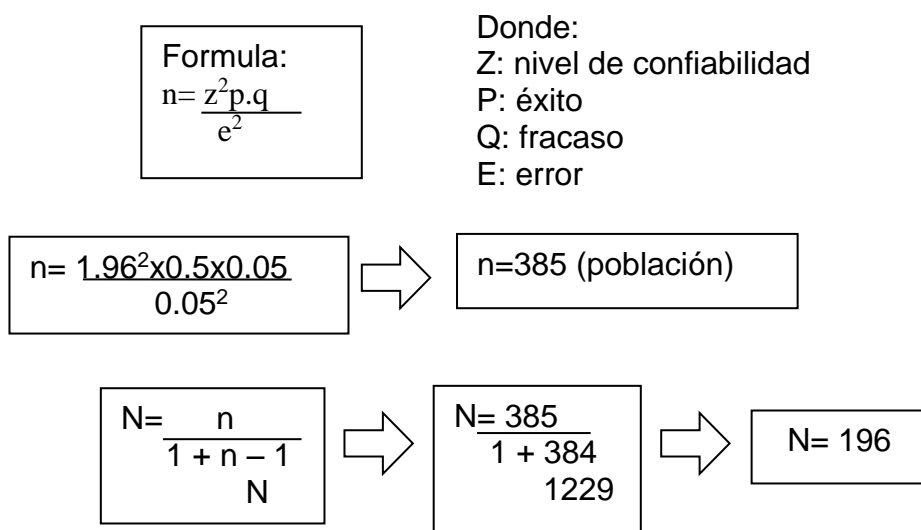 Formula:
n= z²p.q
e²
Donde:
Z: nivel de confiabilidad
P: éxito
Q: fracaso
E: error
n= 1.96²x0.5x0.05
0.05²
n=385 (población)
N= n
1 + n – 1
N
N= 385
1 + 384
1229
N= 196